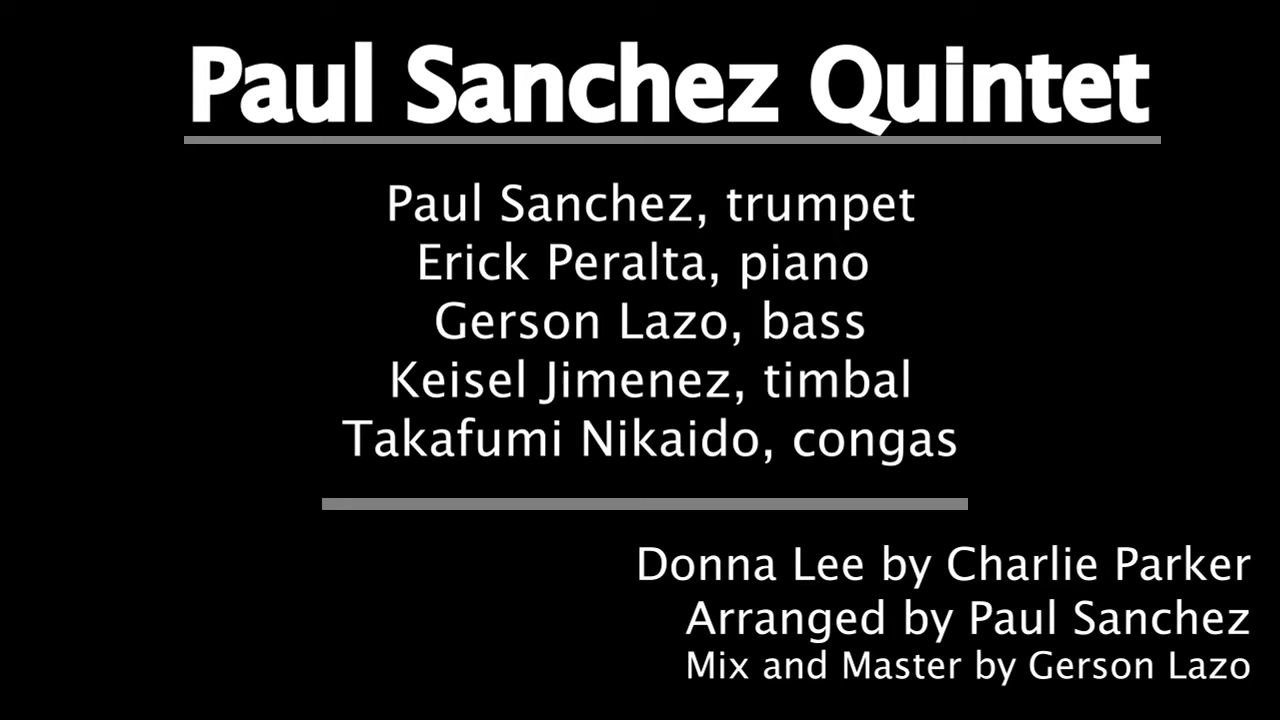 Paul Sanchez Quintet
Paul Sanchez, trumpet
Erick Peralta, piano
Gerson Lazo, bass
Keisel Jimenez, timbal
Takafumi Nikaido, congas
Donna Lee by Charlie Parker
Arranged by Paul Sanchez
Mix and Master by Gerson Lazo